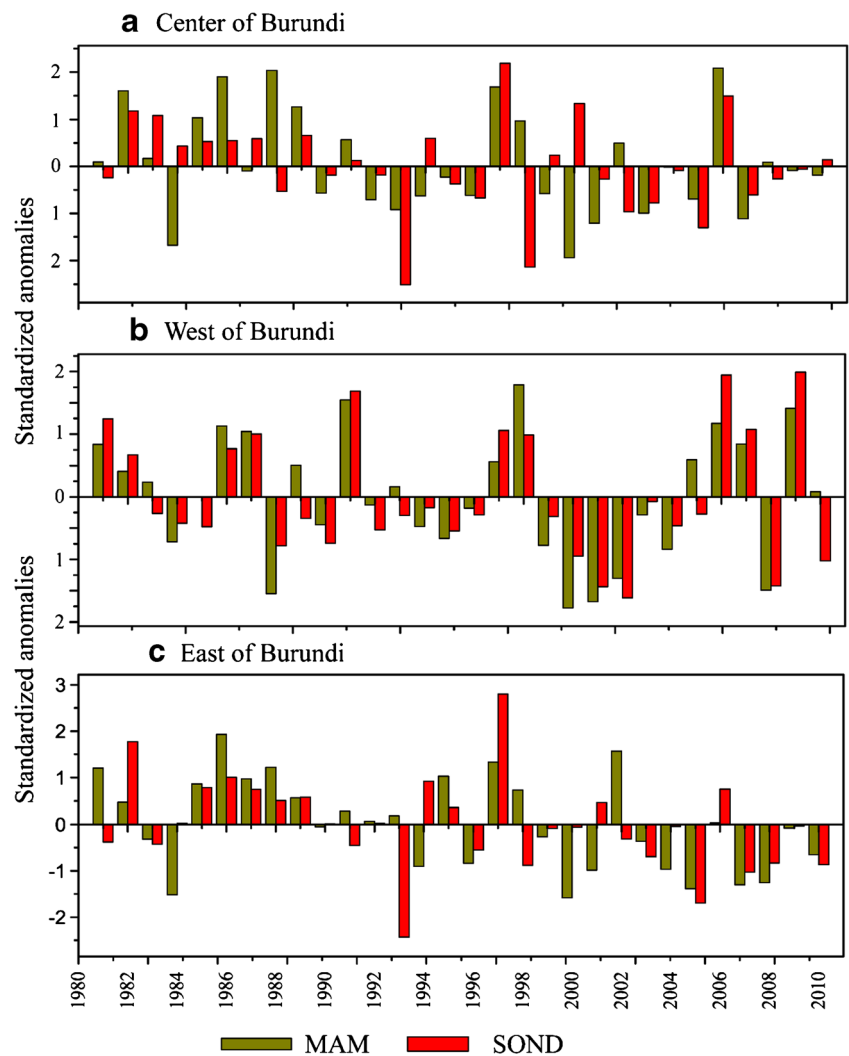 a Center of Burundi
2
1
0
1
2
Standardized anomalies
b West of Burundi
2
1
0
1
2
Standardized anomalies
c East of Burundi
3
2
1
0
-1
-2
1980 1982 1984 1986 1988 1990 1992 1994 1996 1998 2000 2002 2004 2006 2008 2010
MAM SOND